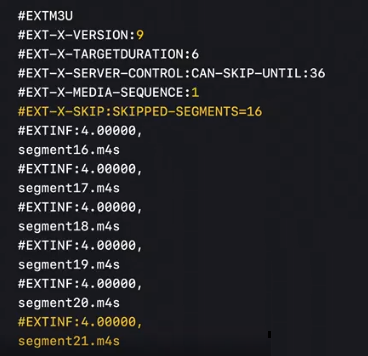 #EXTM3U
#EXT-X-VERSION:9
#EXT-X-TARGETDURATION:6
#EXT-X-SERVER-CONTROL:CAN-SKIP-UNTIL:36
#EXT-X-MEDIA-SEQUENCE:1
#EXT-X-SKIP:SKIPPED-SEGMENTS=16
#EXTINF:4.00000,
segment16.m4s
#EXTINF:4.00000,
segment17.m4s
#EXTINF:4.00000,
segment18.m4s
#EXTINF:4.00000,
segment19.m4s
#EXTINF:4.00000,
segment20.m4s
#EXTINF:4.00000,
segment21.m4s